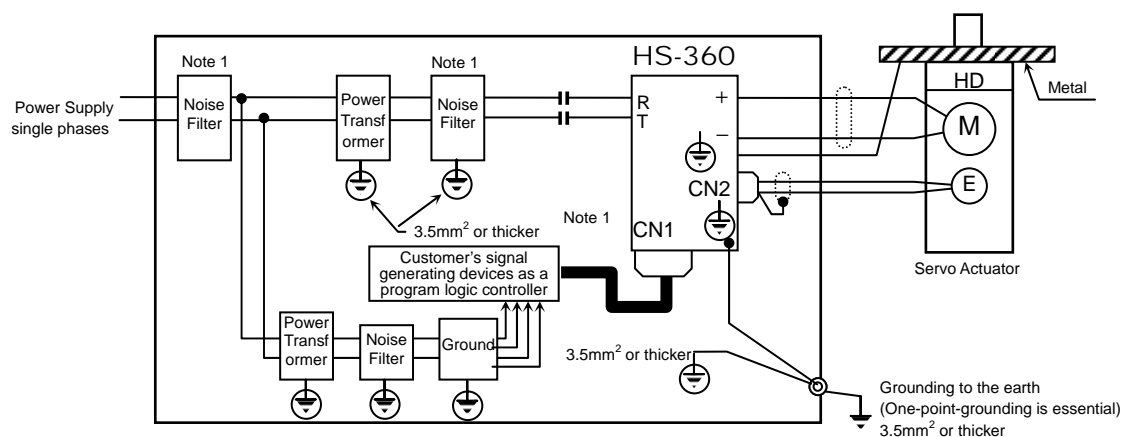 Power Supply
single phases
Note 1
Noise
Filter
Power
Transf
ormer
Note 1
Noise
Filter
3.5mm² or thicker
HS-360
R
T
+
−
CN2
CN1
Note 1
HD
M
E
Metal
Servo Actuator
Customer's signal
generating devices as a
program logic controller
Power
Transf
ormer
Noise
Filter
Ground
3.5mm² or thicker
Grounding to the earth
(One-point-grounding is essential)
3.5mm² or thicker